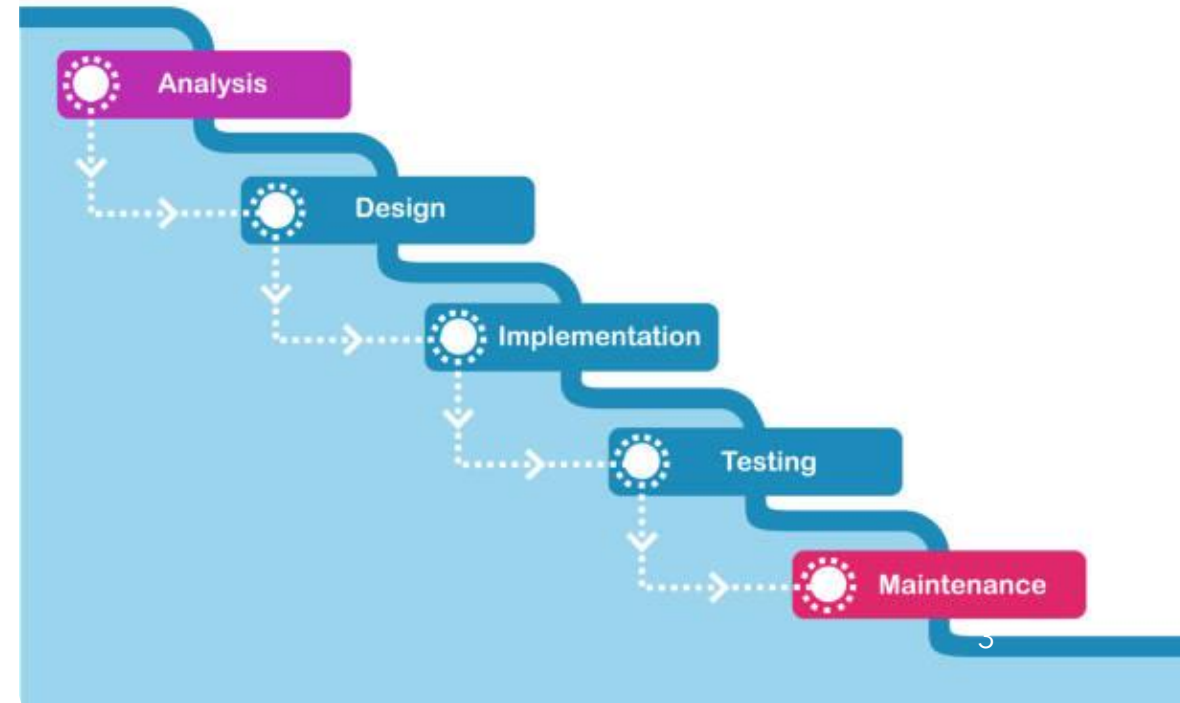 Analysis
Design
Implementation
Testing
Maintenance